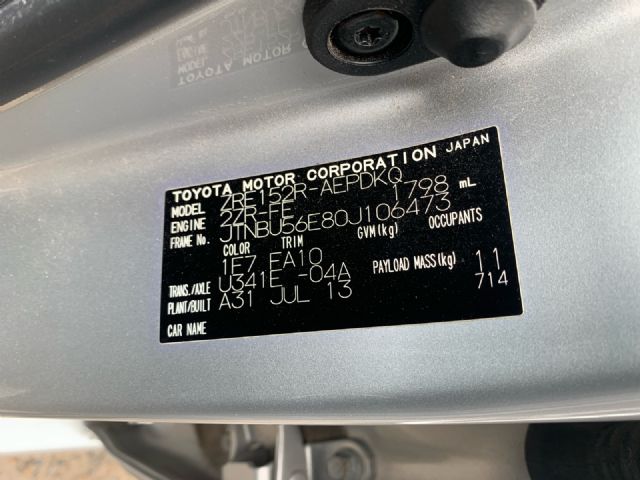 TOYOTA MOTOR CORPORATION JAPAN
MODEL ZRE152R-AEPDKQ
ENGINE 2ZR-FE 1798 mL
FRAME No. JTNBU56E80J106473
COLOR TRIM GVM(kg) OCCUPANTS
1E7 EA10
TRANS./AXLE U341E -04A PAYLOAD MASS(kg) 11
PLANT/BUILT A31 JUL 13 714
CAR NAME